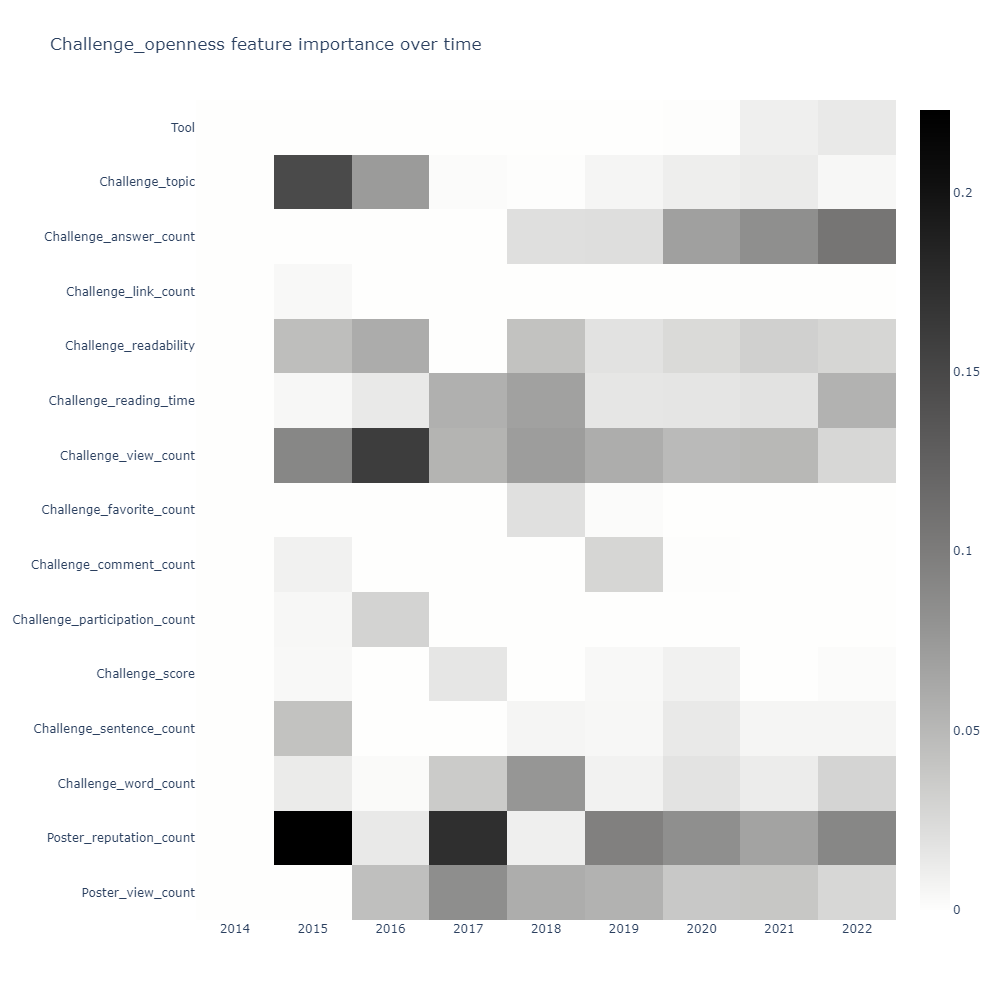 Challenge_openness feature importance over time
Tool
Challenge_topic
Challenge_answer_count
Challenge_link_count
Challenge_readability
Challenge_reading_time
Challenge_view_count
Challenge_favorite_count
Challenge_comment_count
Challenge_participation_count
Challenge_score
Challenge_sentence_count
Challenge_word_count
Poster_reputation_count
Poster_view_count
2014 2015 2016 2017 2018 2019 2020 2021 2022
0.2
0.15
0.1
0.05
0